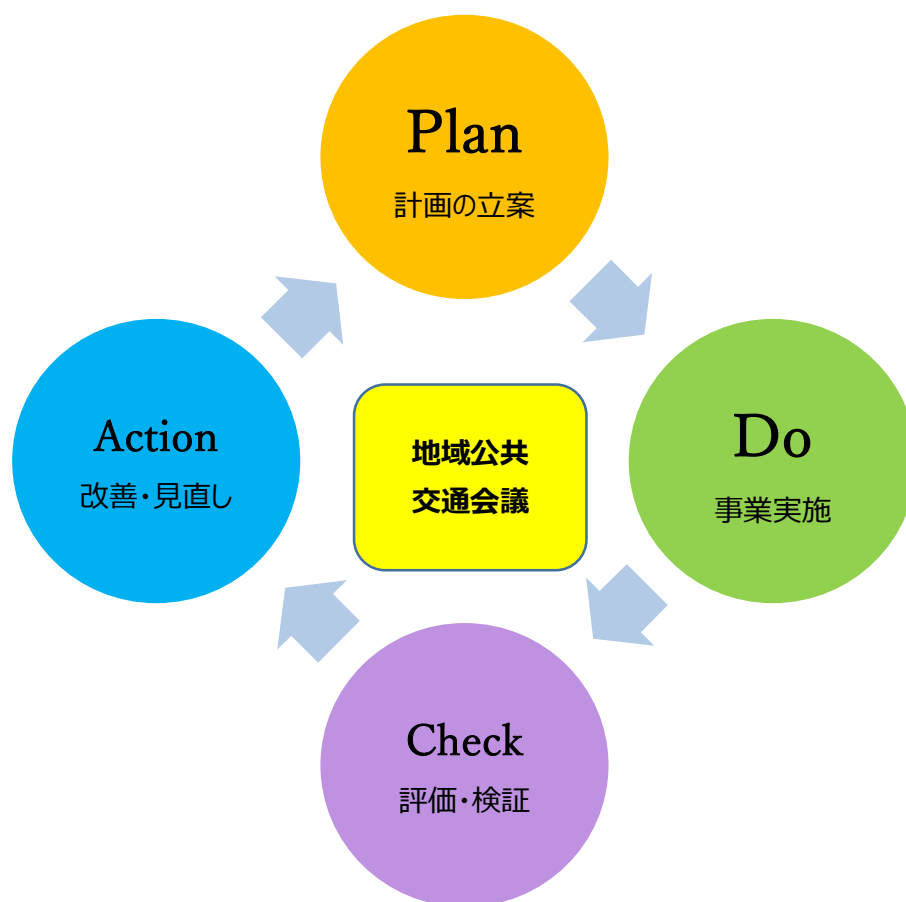 Plan
計画の立案
Do
事業実施
Check
評価・検証
Action
改善・見直し
地域公共
交通会議